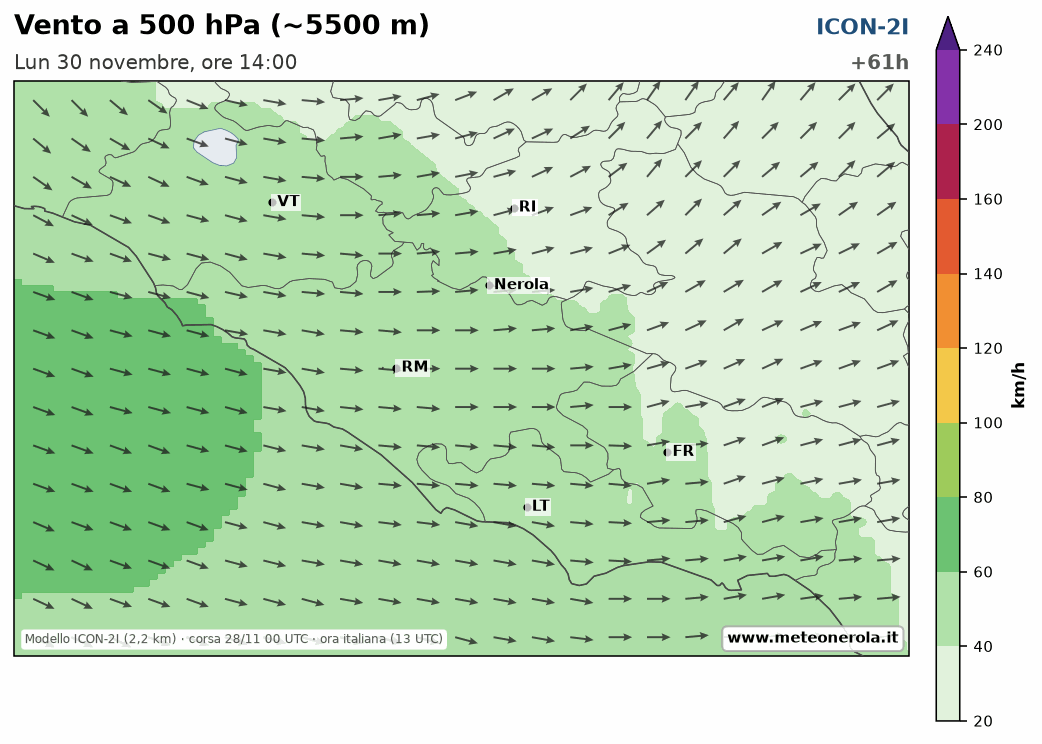 Vento a 500 hPa (~5500 m)
ICON-2I
Lun 30 novembre, ore 14:00
+61h
VT
RI
Nerola
RM
FR
LT
Modello ICON-2I (2,2 km) · corsa 28/11 00 UTC · ora italiana (13 UTC)
www.meteonerola.it
240
200
160
140
120
100
80
60
40
20
km/h